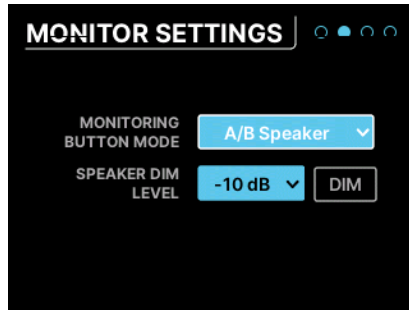 MONITOR SETTINGS
MONITORING
BUTTON MODE
A/B Speaker
SPEAKER DIM
LEVEL
-10 dB
DIM